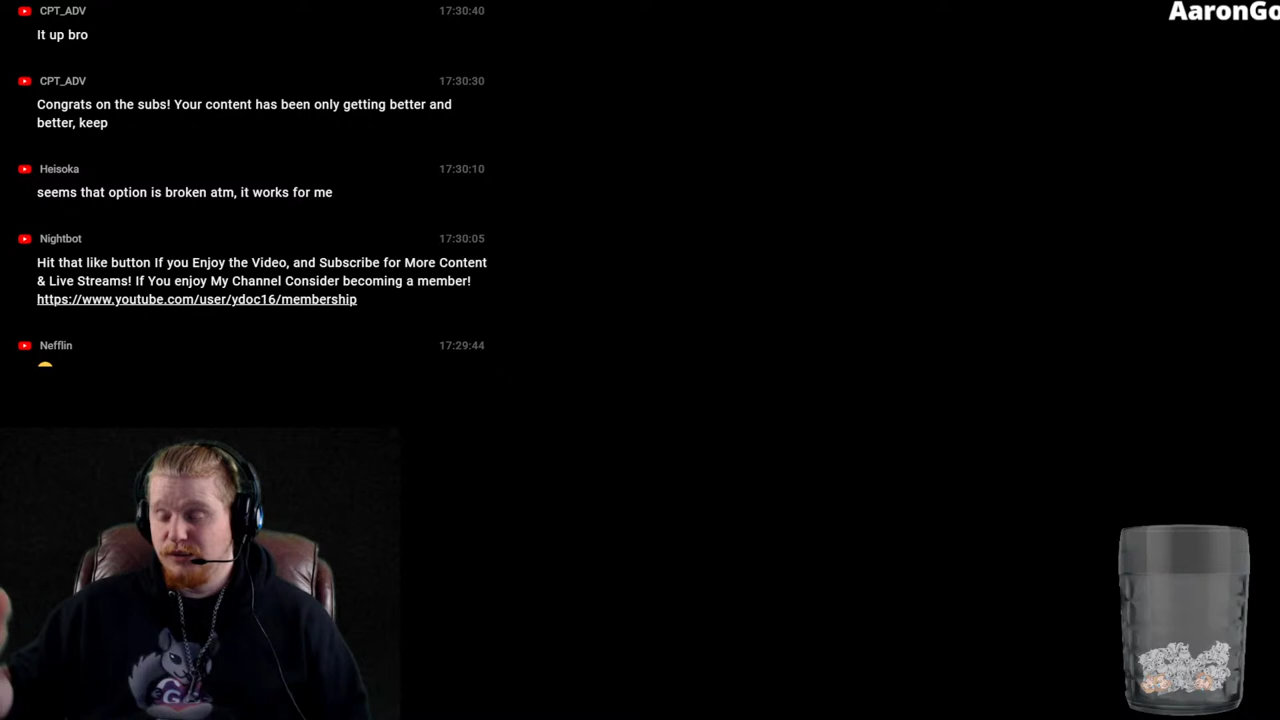 CPT_ADV 17:30:40
It up bro
CPT_ADV 17:30:30
Congrats on the subs! Your content has been only getting better and
better, keep
Heisoka 17:30:10
seems that option is broken atm, it works for me
Nightbot 17:30:05
Hit that like button If you Enjoy the Video, and Subscribe for More Content
& Live Streams! If You enjoy My Channel Consider becoming a member!
https://www.youtube.com/user/ydoc16/membership
Nefflin 17:29:44
AaronGo
G